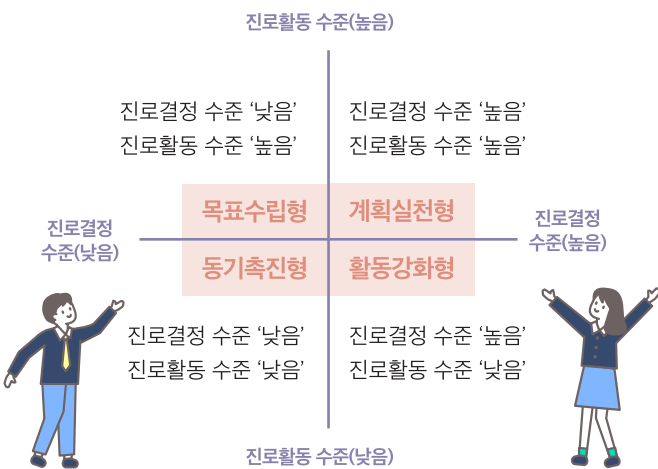 진로활동 수준(높음)
진로결정 수준 ‘낮음’
진로활동 수준 ‘높음’
진로결정 수준 ‘높음’
진로활동 수준 ‘높음’
목표수립형
계획실천형
진로결정
수준(낮음)
진로결정
수준(높음)
동기촉진형
활동강화형
진로결정 수준 ‘낮음’
진로활동 수준 ‘낮음’
진로결정 수준 ‘높음’
진로활동 수준 ‘낮음’
진로활동 수준(낮음)